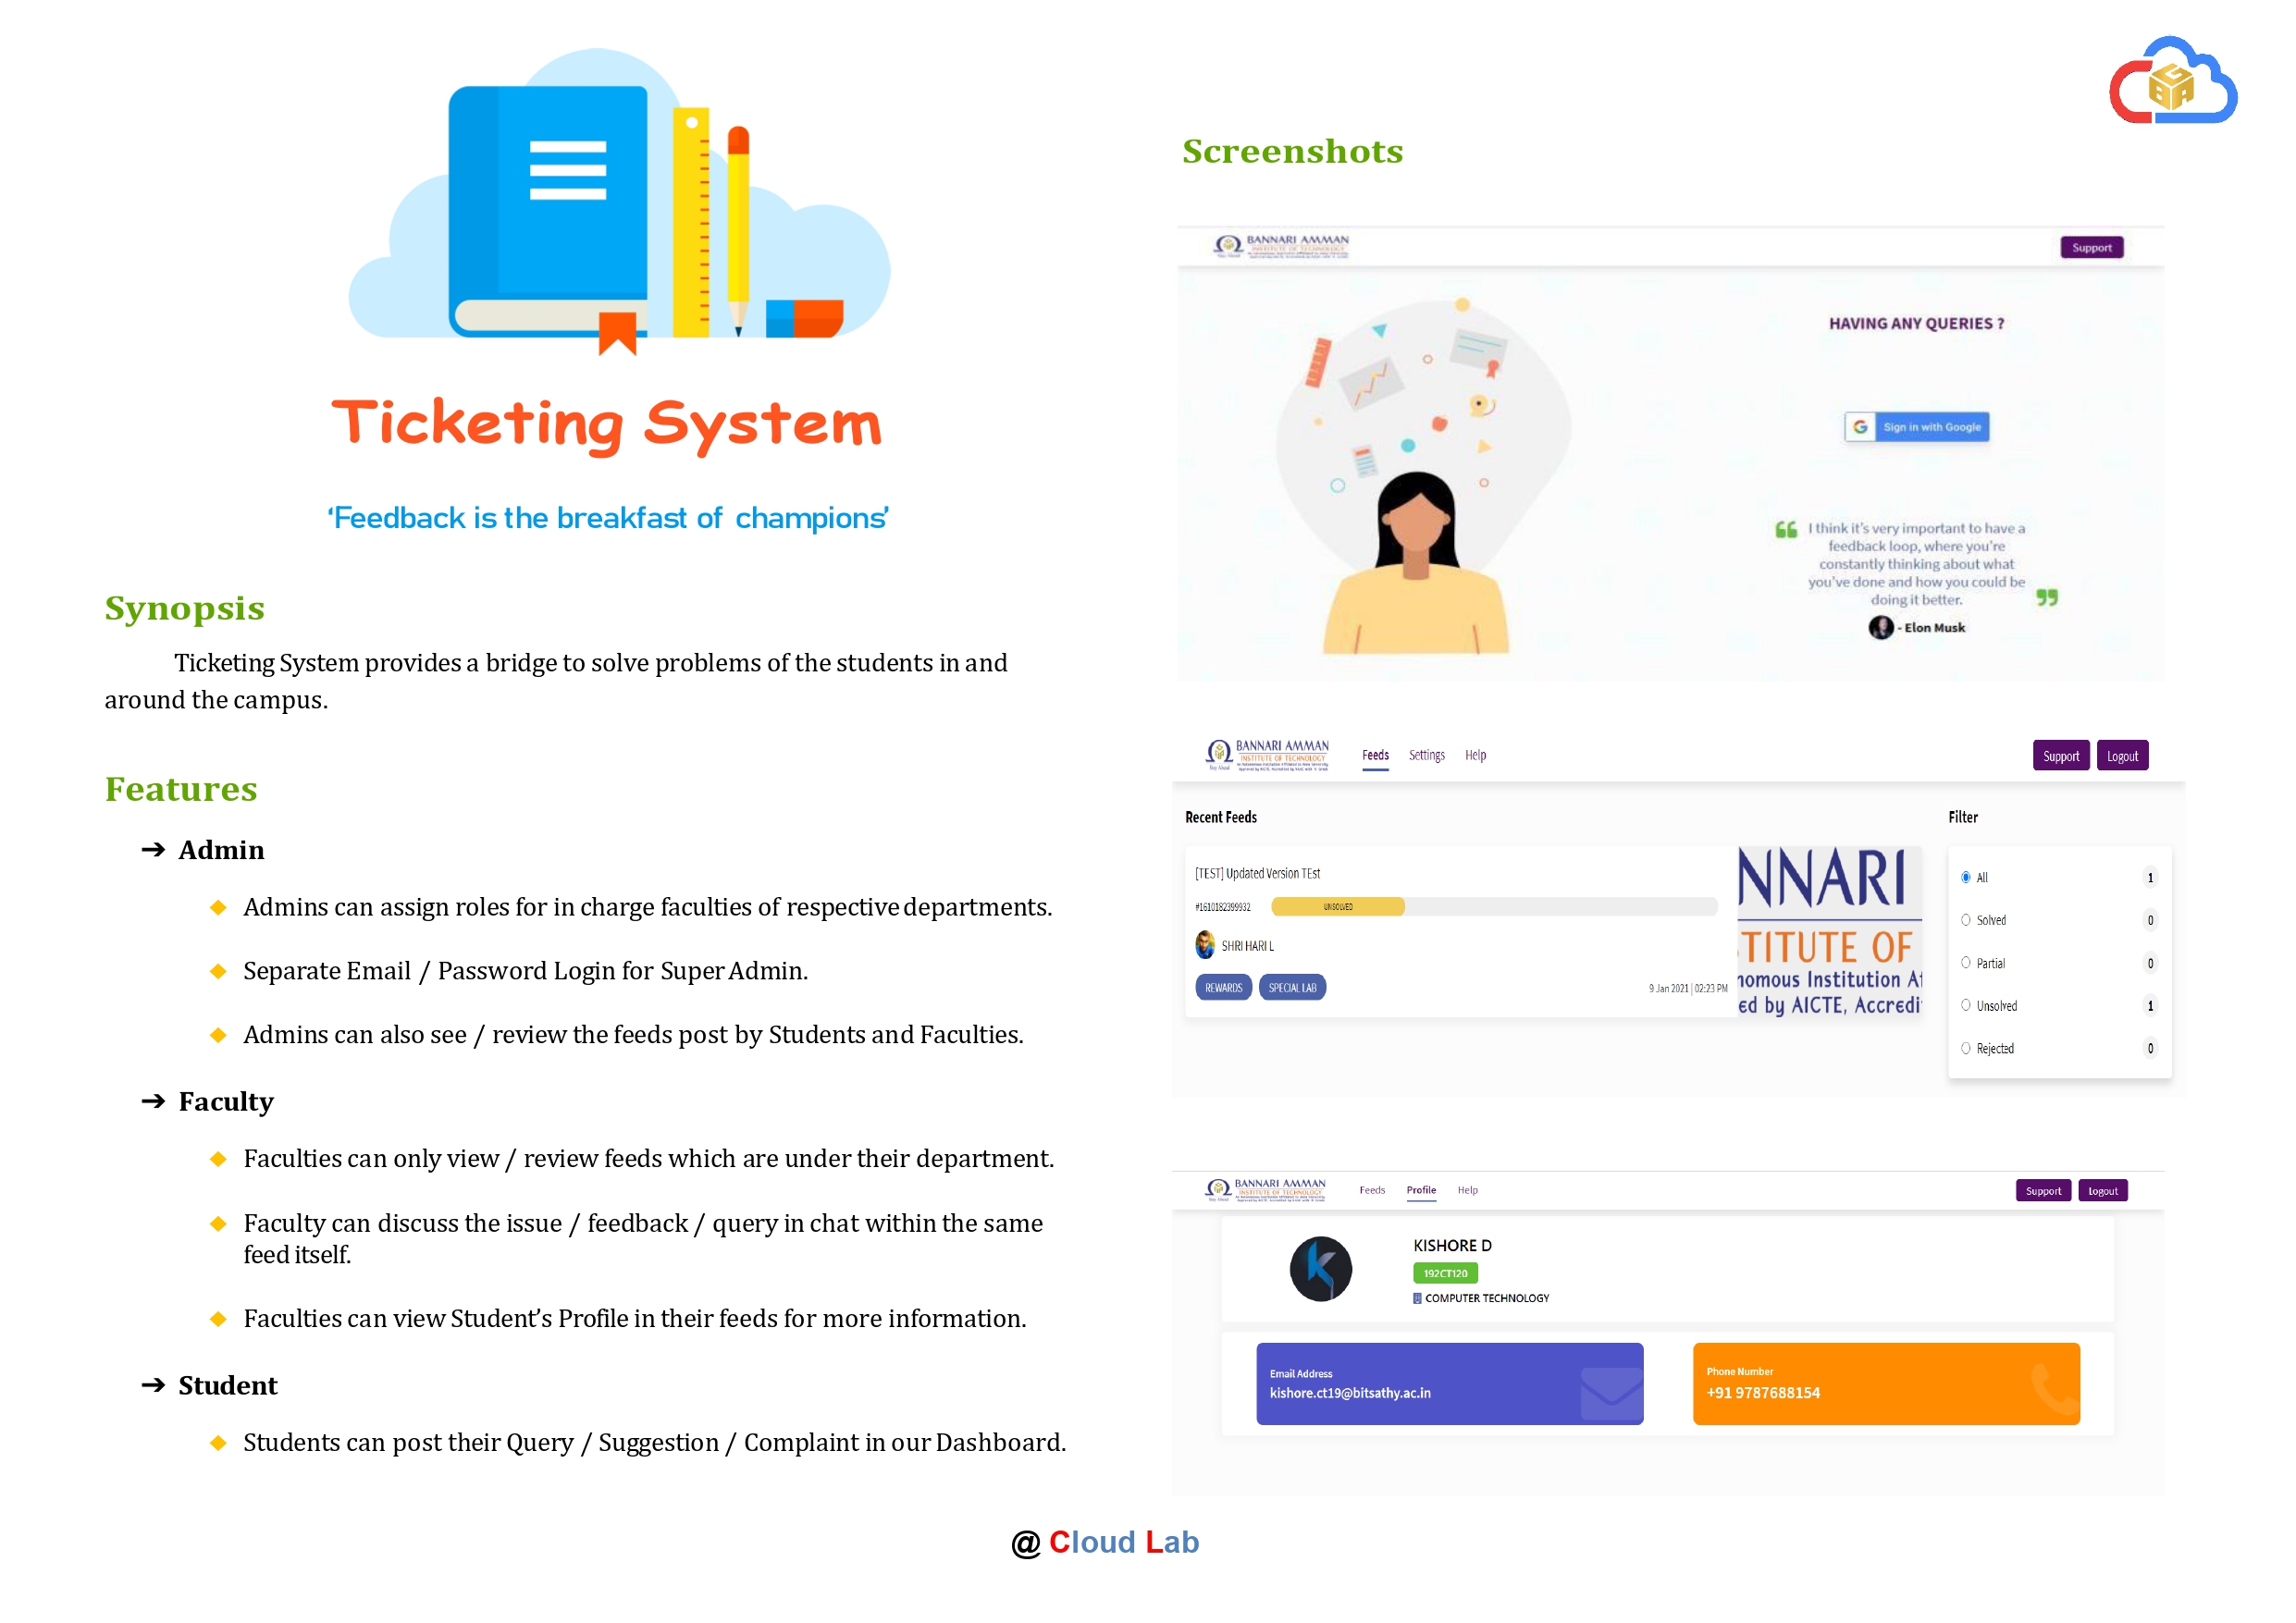 Ticketing System
‘Feedback is the breakfast of champions’
Synopsis
Ticketing System provides a bridge to solve problems of the students in and
around the campus.
Features
➔ Admin
◆ Admins can assign roles for in charge faculties of respective departments.
◆ Separate Email / Password Login for Super Admin.
◆ Admins can also see / review the feeds post by Students and Faculties.
➔ Faculty
◆ Faculties can only view / review feeds which are under their department.
◆ Faculty can discuss the issue / feedback / query in chat within the same
feed itself.
◆ Faculties can view Student’s Profile in their feeds for more information.
➔ Student
◆ Students can post their Query / Suggestion / Complaint in our Dashboard.
Screenshots
BANNARI AMMAN
INSTITUTE OF TECHNOLOGY
Support
HAVING ANY QUERIES ?
G Sign in with Google
I think it’s very important to have a
feedback loop, where you’re
constantly thinking about what
you’ve done and how you could be
doing it better.
- Elon Musk
BANNARI AMMAN
INSTITUTE OF TECHNOLOGY
Stay Ahead
Feeds Settings Help
Support Logout
Recent Feeds
Filter
[TEST] Updated Version TEst
#1610182399932 UNSOLVED
SHRI HARI L
REWARDS SPECIAL LAB
9 Jan 2021 | 02:23 PM
NNARI
TITUTE OF
nomous Institution Af
ed by AICTE, Accredi
All 1
Solved 0
Partial 0
Unsolved 1
Rejected 0
BANNARI AMMAN
INSTITUTE OF TECHNOLOGY
Feeds Profile Help
Support Logout
KISHORE D
192CT120
COMPUTER TECHNOLOGY
Email Address
kishore.ct19@bitsathy.ac.in
Phone Number
+91 9787688154
@ Cloud Lab